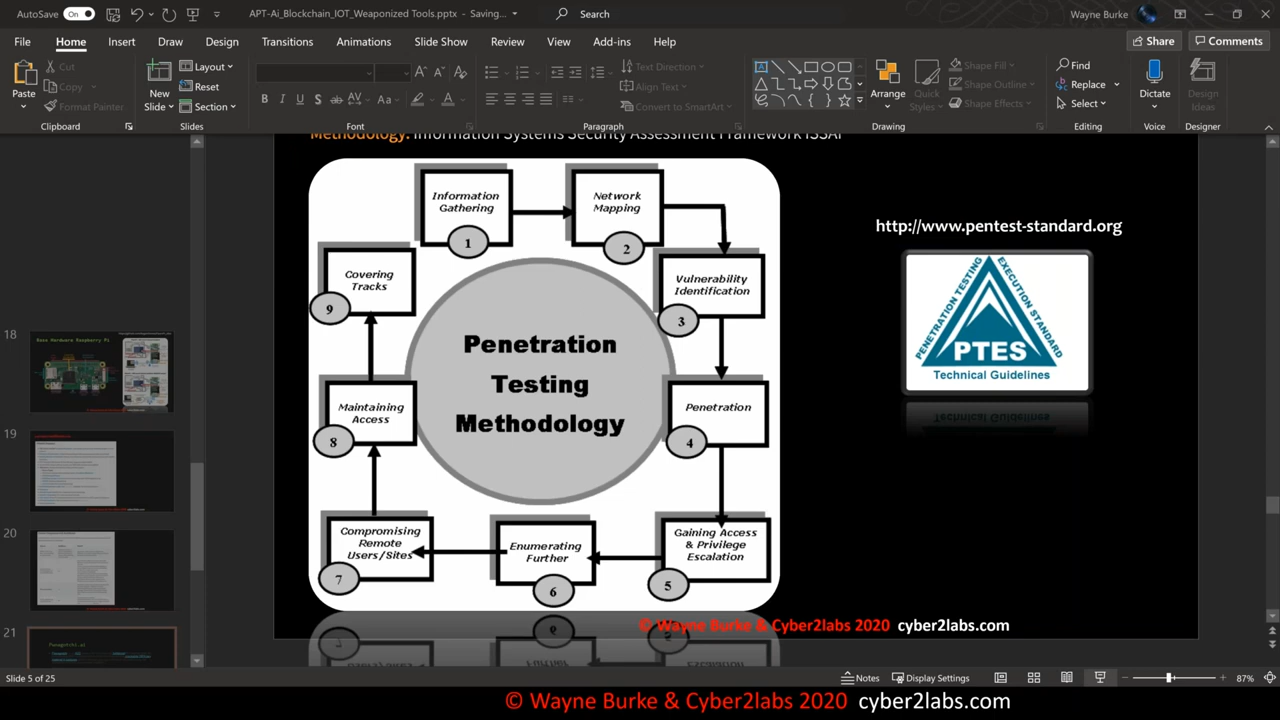 AutoSave On APT-Ai_Blockchain_IOT_Weaponized Tools.pptx - Saving... Search Wayne Burke
File Home Insert Draw Design Transitions Animations Slide Show Review View Add-ins Help Share Comments
Paste Cut Copy Format Painter
Clipboard
New Slide Layout Reset Section
Slides
B I U S ab AV Aa A
Font
Text Direction Align Text Convert to SmartArt
Paragraph
Arrange Quick Styles Shape Fill Shape Outline Shape Effects
Drawing
Find Replace Select
Editing
Dictate
Voice
Design Ideas
Designer
Methodology: Information Systems Security Assessment Framework ISSAF
Information Gathering
1
Network Mapping
2
Vulnerability Identification
3
Penetration
4
Gaining Access & Privilege Escalation
5
Enumerating Further
6
Compromising Remote Users/Sites
7
Maintaining Access
8
Covering Tracks
9
Penetration
Testing
Methodology
http://www.pentest-standard.org
PENETRATION TESTING
EXECUTION STANDARD
PTES
Technical Guidelines
© Wayne Burke & Cyber2labs 2020 cyber2labs.com
18
19
20
21
Slide 5 of 25 Notes Display Settings 87%
© Wayne Burke & Cyber2labs 2020 cyber2labs.com